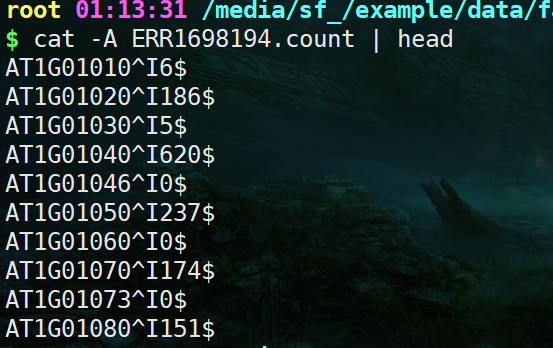 root 01:13:31 /media/sf_/example/data/fa
$ cat -A ERR1698194.count | head
AT1G01010^I6$
AT1G01020^I186$
AT1G01030^I5$
AT1G01040^I620$
AT1G01046^I0$
AT1G01050^I237$
AT1G01060^I0$
AT1G01070^I174$
AT1G01073^I0$
AT1G01080^I151$